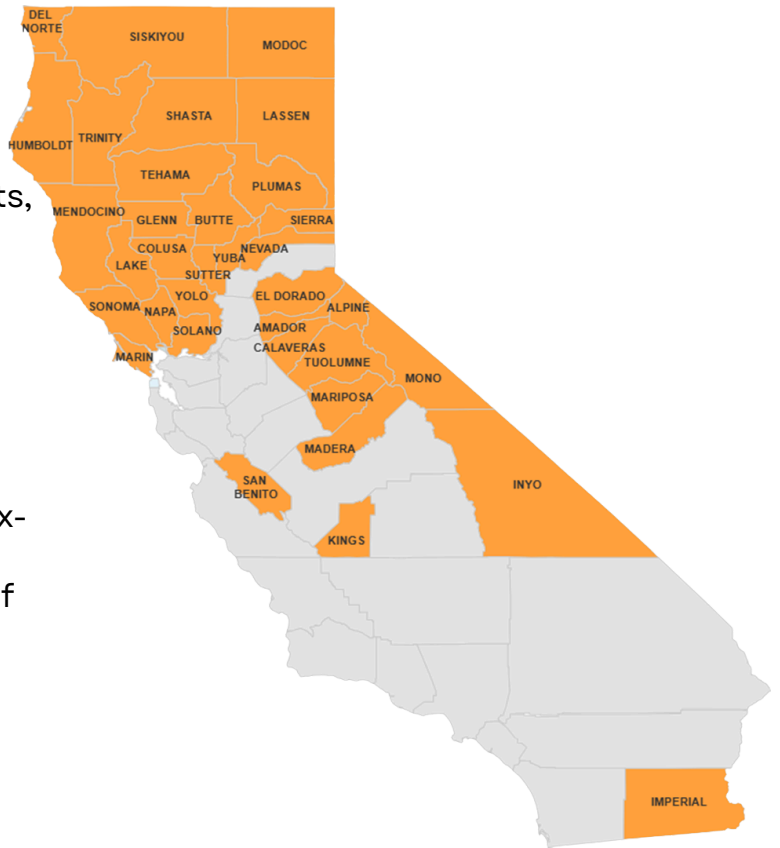 DEL
NORTE
SISKIYOU
MODOC
SHASTA
LASSEN
HUMBOLDT
TRINITY
TEHAMA
PLUMAS
ts,
MENDOCINO
GLENN
BUTTE
SIERRA
COLUSA
NEVADA
YUBA
LAKE
SUTTER
YOLO
EL DORADO
SONOMA
NAPA
ALPINE
SOLANO
AMADOR
CALAVERAS
MARIN
TUOLUMNE
MONO
MARIPOSA
MADERA
SAN
BENITO
INYO
x-
KINGS
f
IMPERIAL